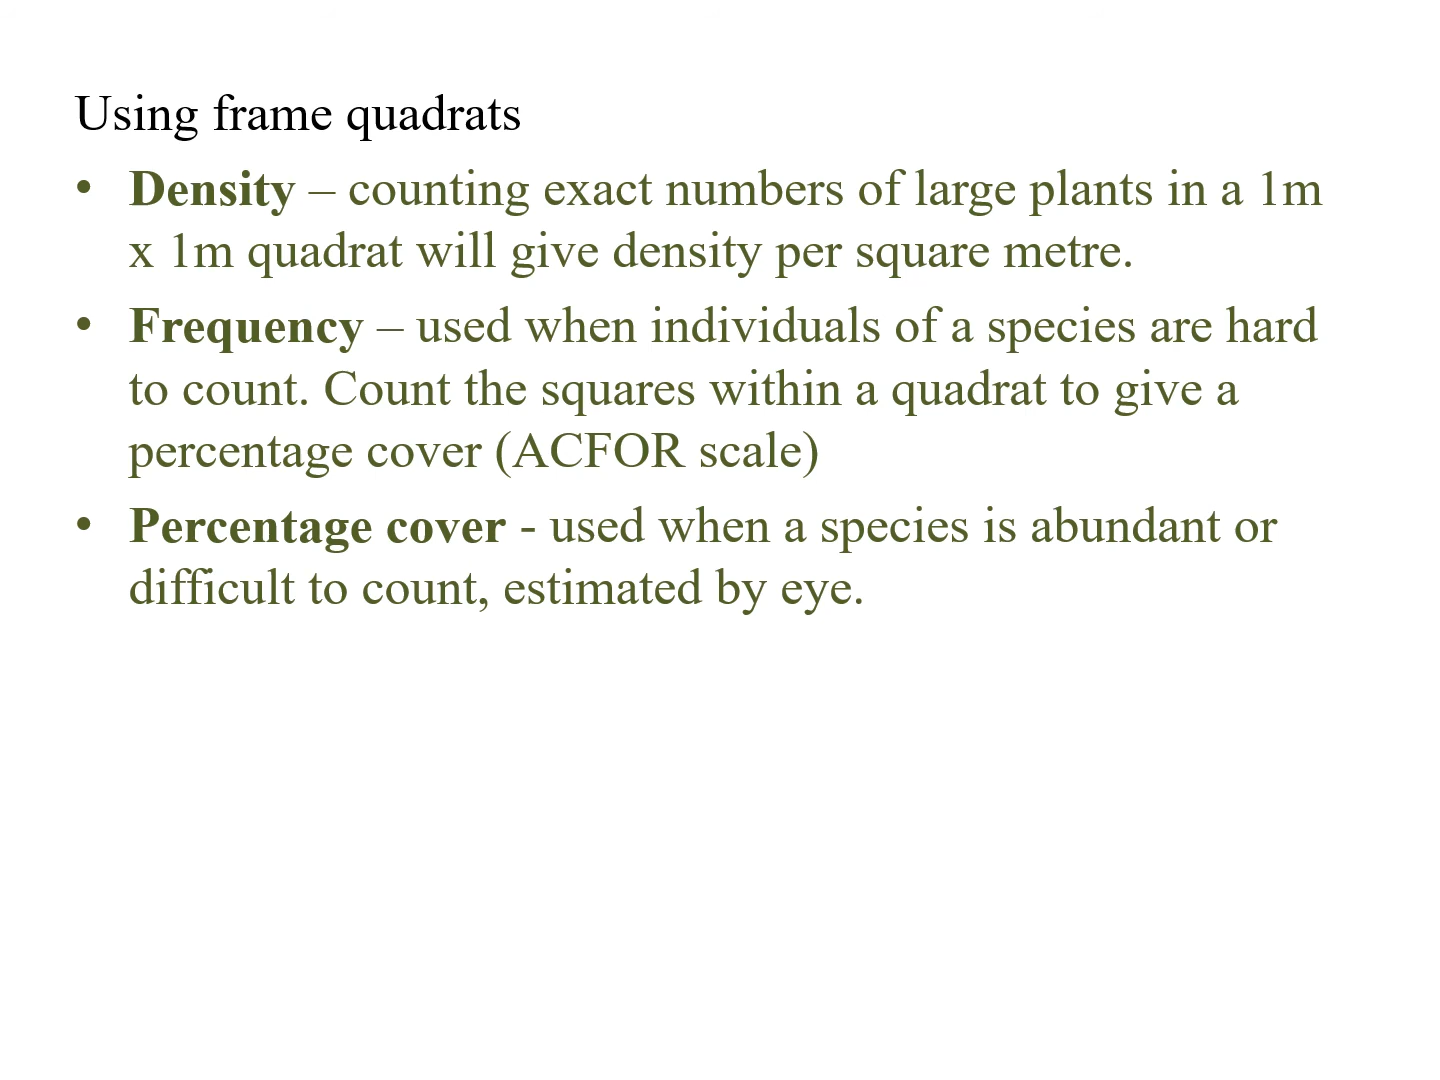 Using frame quadrats
• Density – counting exact numbers of large plants in a 1m
x 1m quadrat will give density per square metre.
• Frequency – used when individuals of a species are hard
to count. Count the squares within a quadrat to give a
percentage cover (ACFOR scale)
• Percentage cover - used when a species is abundant or
difficult to count, estimated by eye.